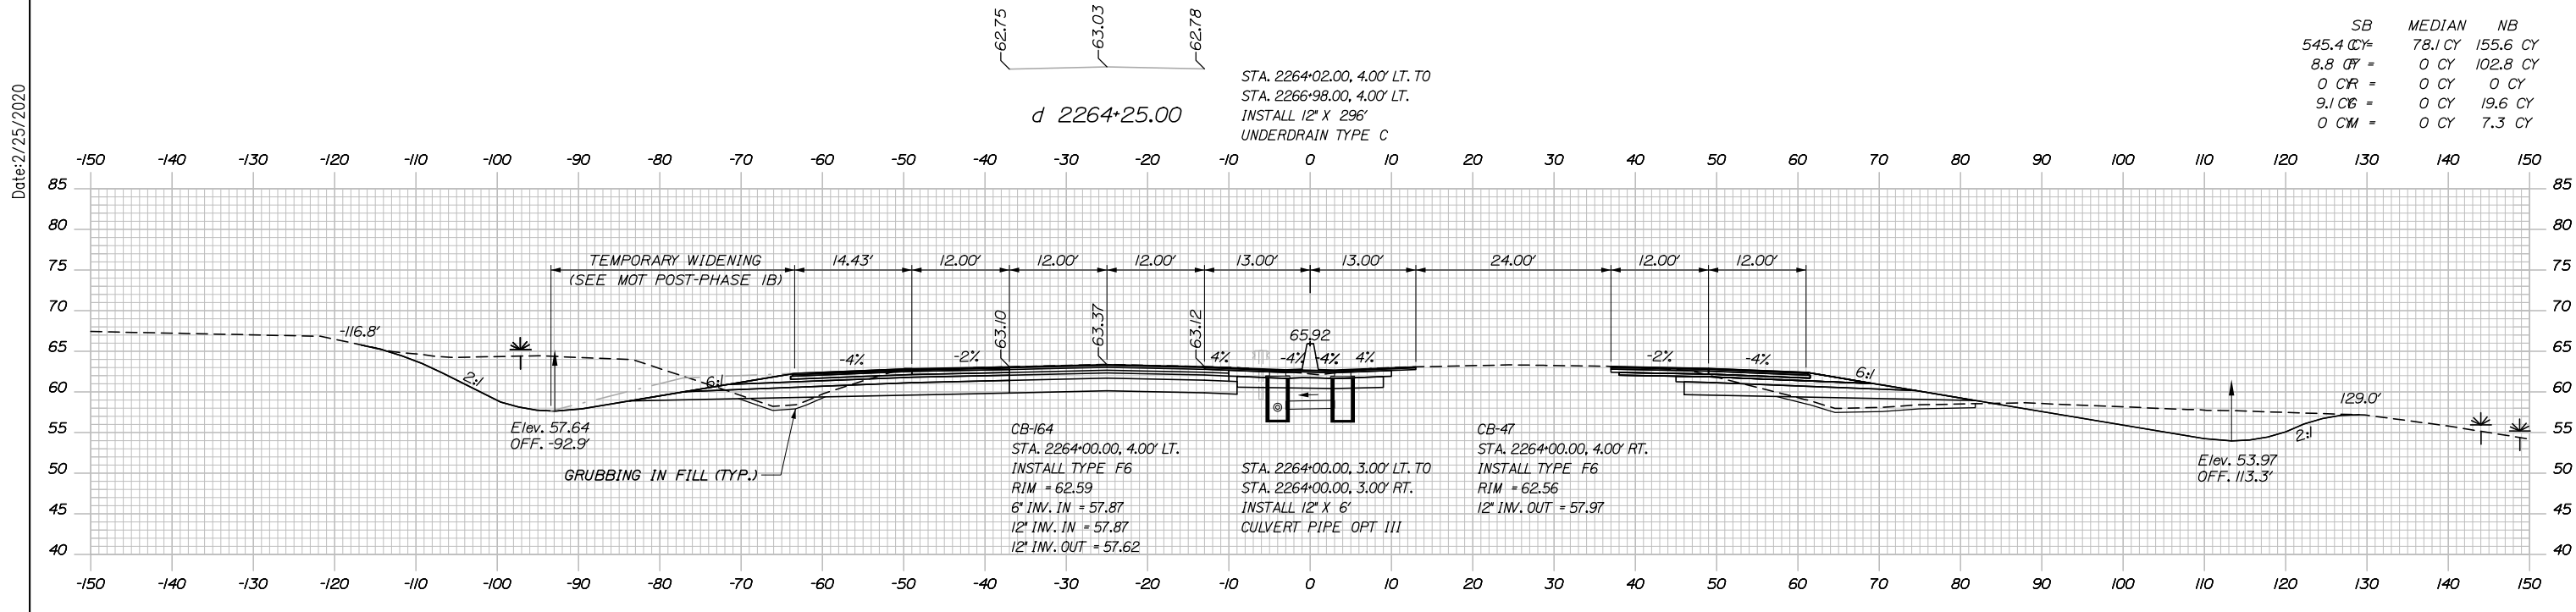 Date:2/25/2020
62.75 63.03 62.78
d 2264+25.00
STA. 2264+02.00, 4.00' LT. TO
STA. 2266+98.00, 4.00' LT.
INSTALL 12" X 296'
UNDERDRAIN TYPE C
SB MEDIAN NB
545.4 CY = 78.1 CY 155.6 CY
8.8 CY = 0 CY 102.8 CY
0 CY = 0 CY 0 CY
9.1 CY = 0 CY 19.6 CY
0 CY = 0 CY 7.3 CY
-150 -140 -130 -120 -110 -100 -90 -80 -70 -60 -50 -40 -30 -20 -10 0 10 20 30 40 50 60 70 80 90 100 110 120 130 140 150
85 85
80 80
75 75
70 70
65 65
60 60
55 55
50 50
45 45
40 40
TEMPORARY WIDENING
(SEE MOT POST-PHASE 1B)
14.43' 12.00' 12.00' 12.00' 13.00' 13.00' 24.00' 12.00' 12.00'
63.10 63.37 63.12
65.92
-116.8'
2:1
6:1
-4% -2% 4% -4% -4% 4% -2% -4%
6:1
129.0'
2:1
Elev. 57.64
OFF. -92.9'
GRUBBING IN FILL (TYP.)
CB-164
STA. 2264+00.00, 4.00' LT.
INSTALL TYPE F6
RIM = 62.59
6" INV. IN = 57.87
12" INV. IN = 57.87
12" INV. OUT = 57.62
STA. 2264+00.00, 3.00' LT. TO
STA. 2264+00.00, 3.00' RT.
INSTALL 12" X 6'
CULVERT PIPE OPT III
CB-47
STA. 2264+00.00, 4.00' RT.
INSTALL TYPE F6
RIM = 62.56
12" INV. OUT = 57.97
Elev. 53.97
OFF. 113.3'
-150 -140 -130 -120 -110 -100 -90 -80 -70 -60 -50 -40 -30 -20 -10 0 10 20 30 40 50 60 70 80 90 100 110 120 130 140 150